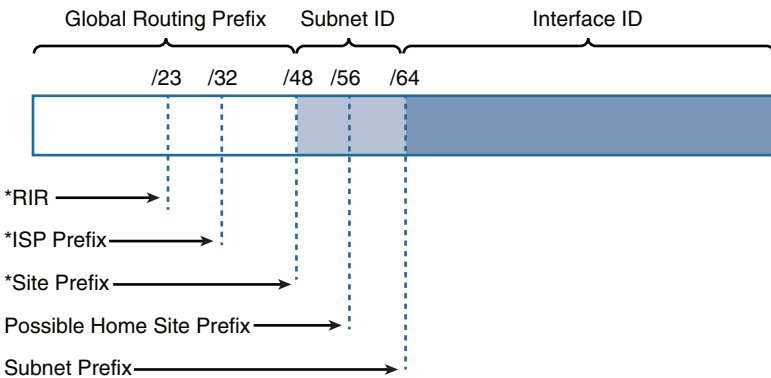 Global Routing Prefix Subnet ID Interface ID
/23 /32 /48 /56 /64
*RIR
*ISP Prefix
*Site Prefix
Possible Home Site Prefix
Subnet Prefix